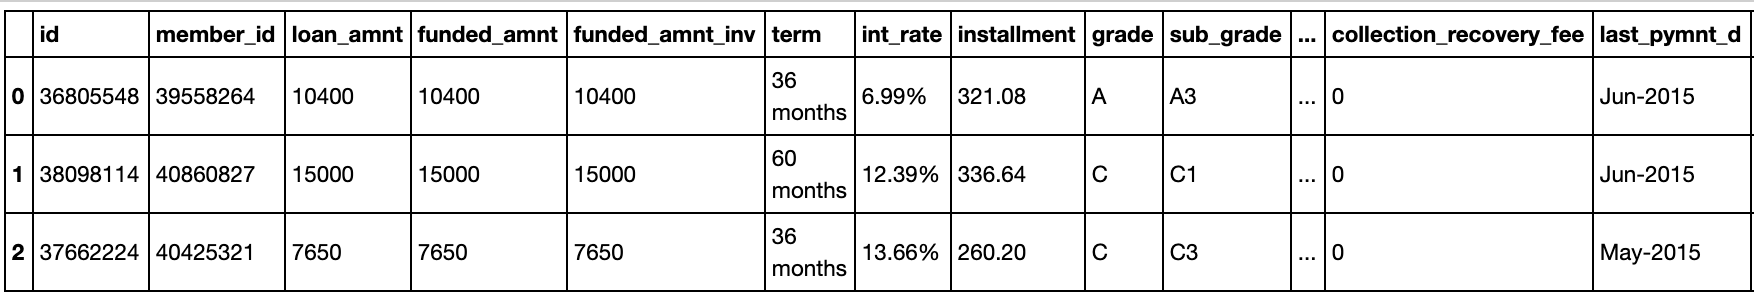 id member_id loan_amnt funded_amnt funded_amnt_inv term int_rate installment grade sub_grade ... collection_recovery_fee last_pymnt_d
0 36805548 39558264 10400 10400 10400 36 months 6.99% 321.08 A A3 ... 0 Jun-2015
1 38098114 40860827 15000 15000 15000 60 months 12.39% 336.64 C C1 ... 0 Jun-2015
2 37662224 40425321 7650 7650 7650 36 months 13.66% 260.20 C C3 ... 0 May-2015